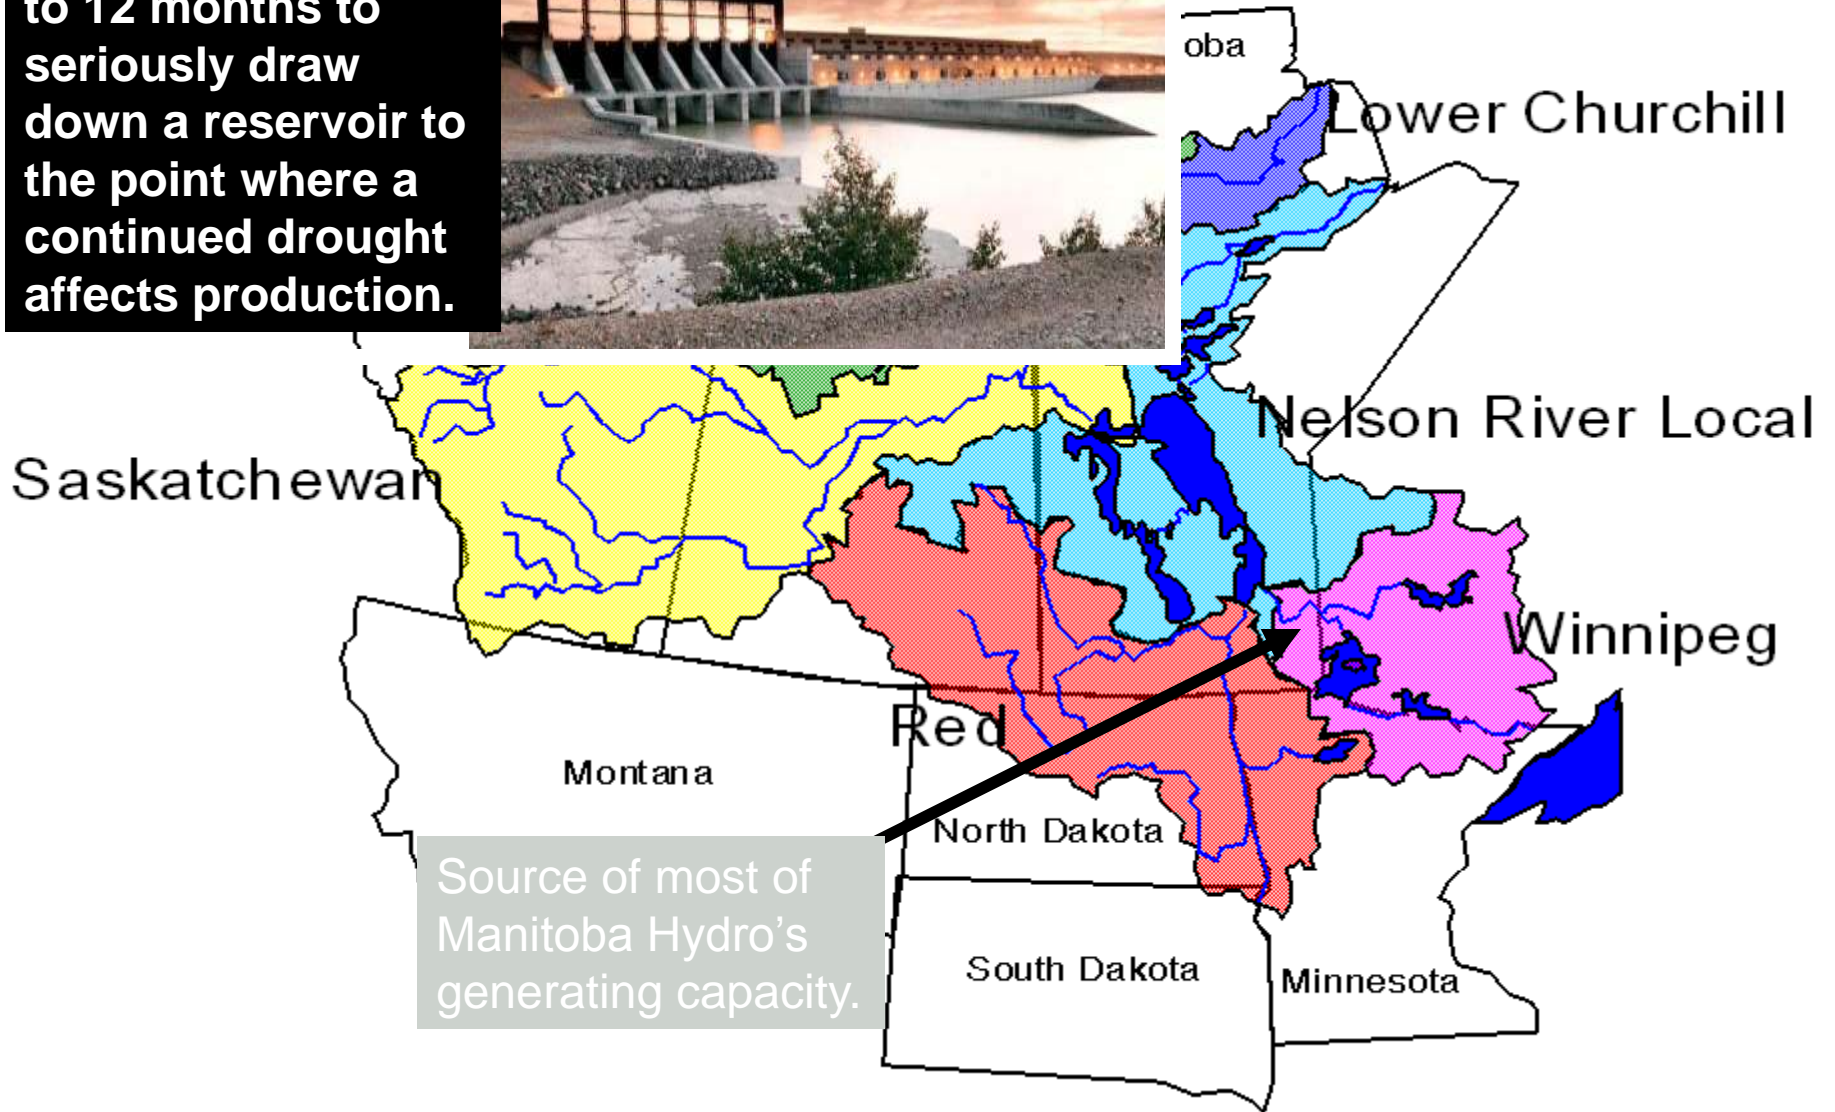 to 12 months to
seriously draw
down a reservoir to
the point where a
continued drought
affects production.
oba
Lower Churchill
Nelson River Local
Saskatchewan
Winnipeg
Red
Montana
North Dakota
Source of most of
Manitoba Hydro’s
generating capacity.
South Dakota
Minnesota